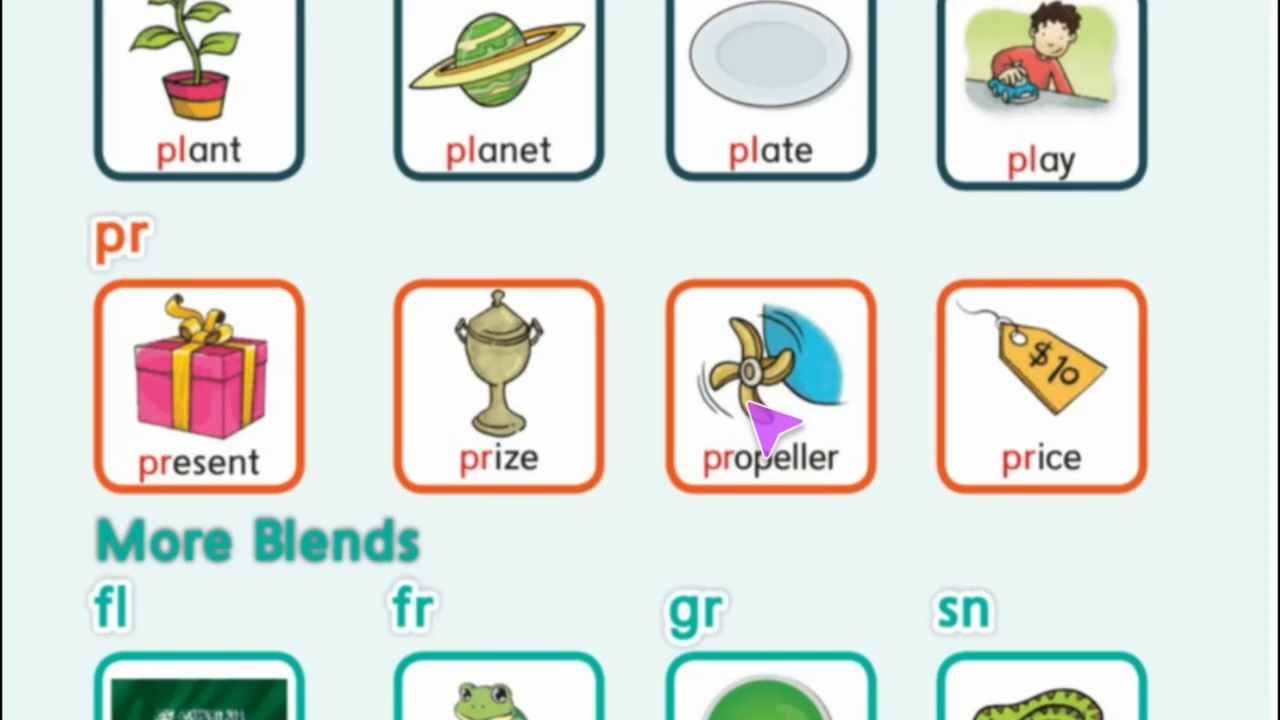 plant planet plate play
pr
$10
present prize propeller price
More Blends
fl fr gr sn